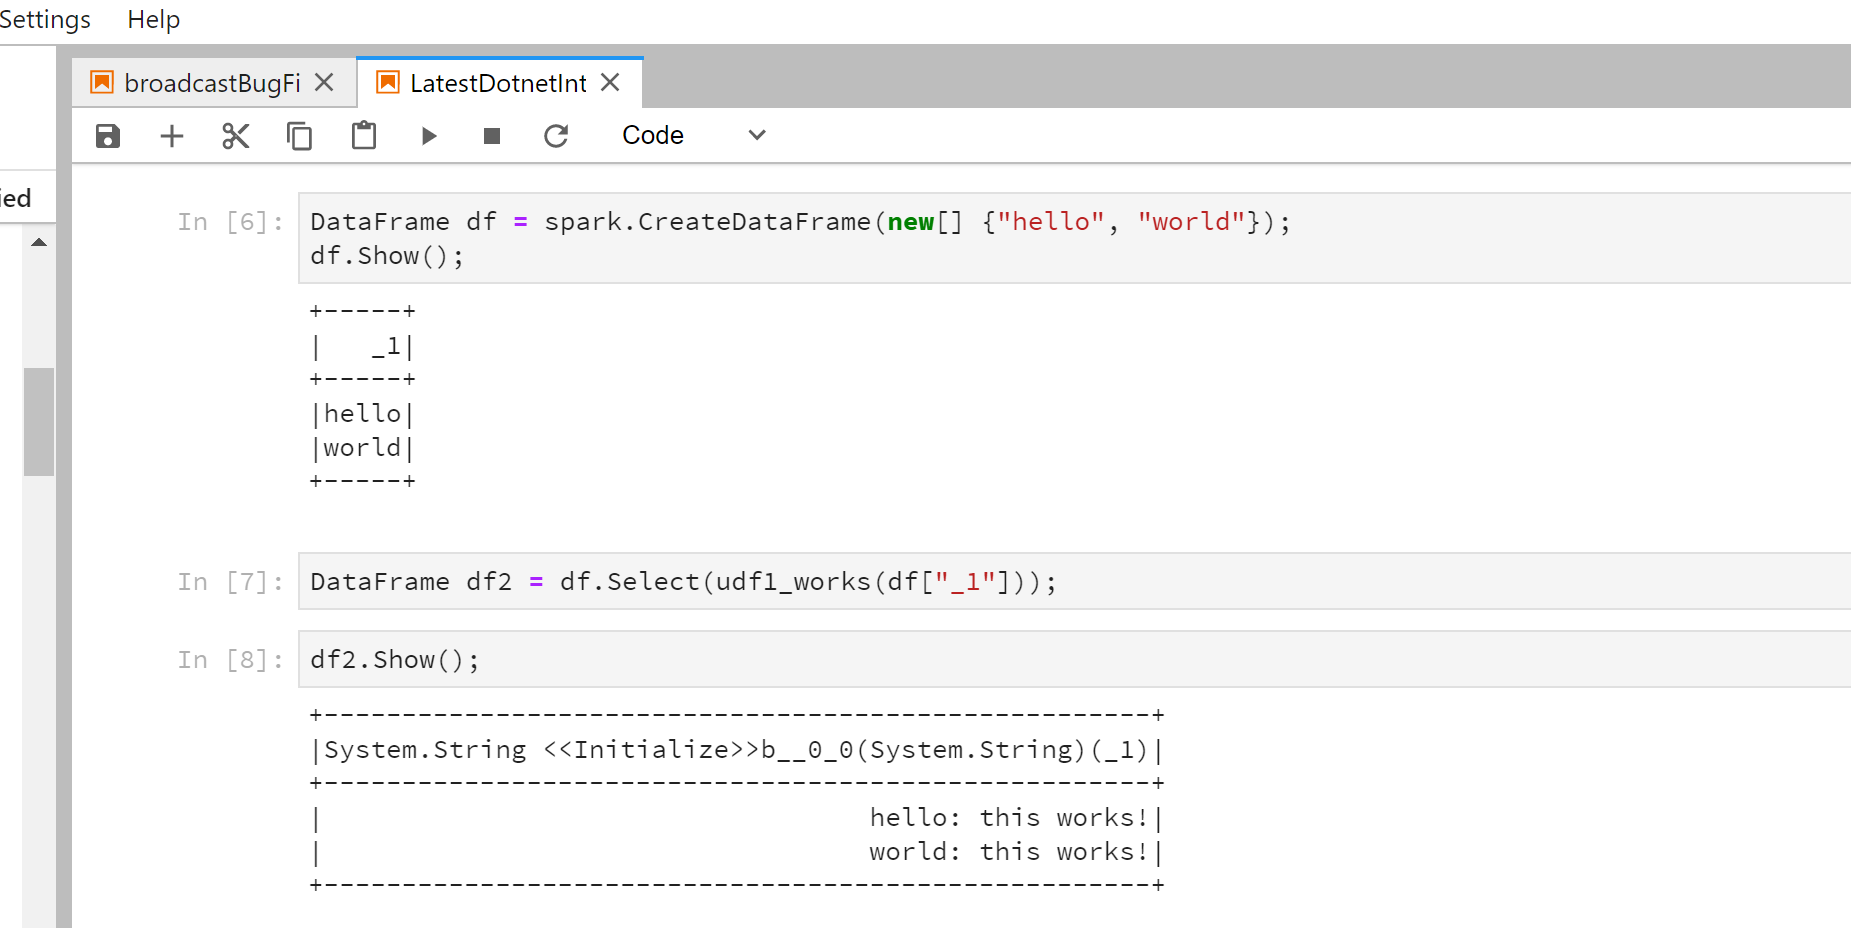 Settings Help
broadcastBugFi LatestDotnetInt
Code
ied
In [6]: DataFrame df = spark.CreateDataFrame(new[] {"hello", "world"});
df.Show();
+-----+
|   _1|
+-----+
|hello|
|world|
+-----+
In [7]: DataFrame df2 = df.Select(udf1_works(df["_1"]));
In [8]: df2.Show();
+-----------------------------------------------------+
|System.String <<Initialize>>b__0_0(System.String)(_1)|
+-----------------------------------------------------+
|                                   hello: this works!|
|                                   world: this works!|
+-----------------------------------------------------+